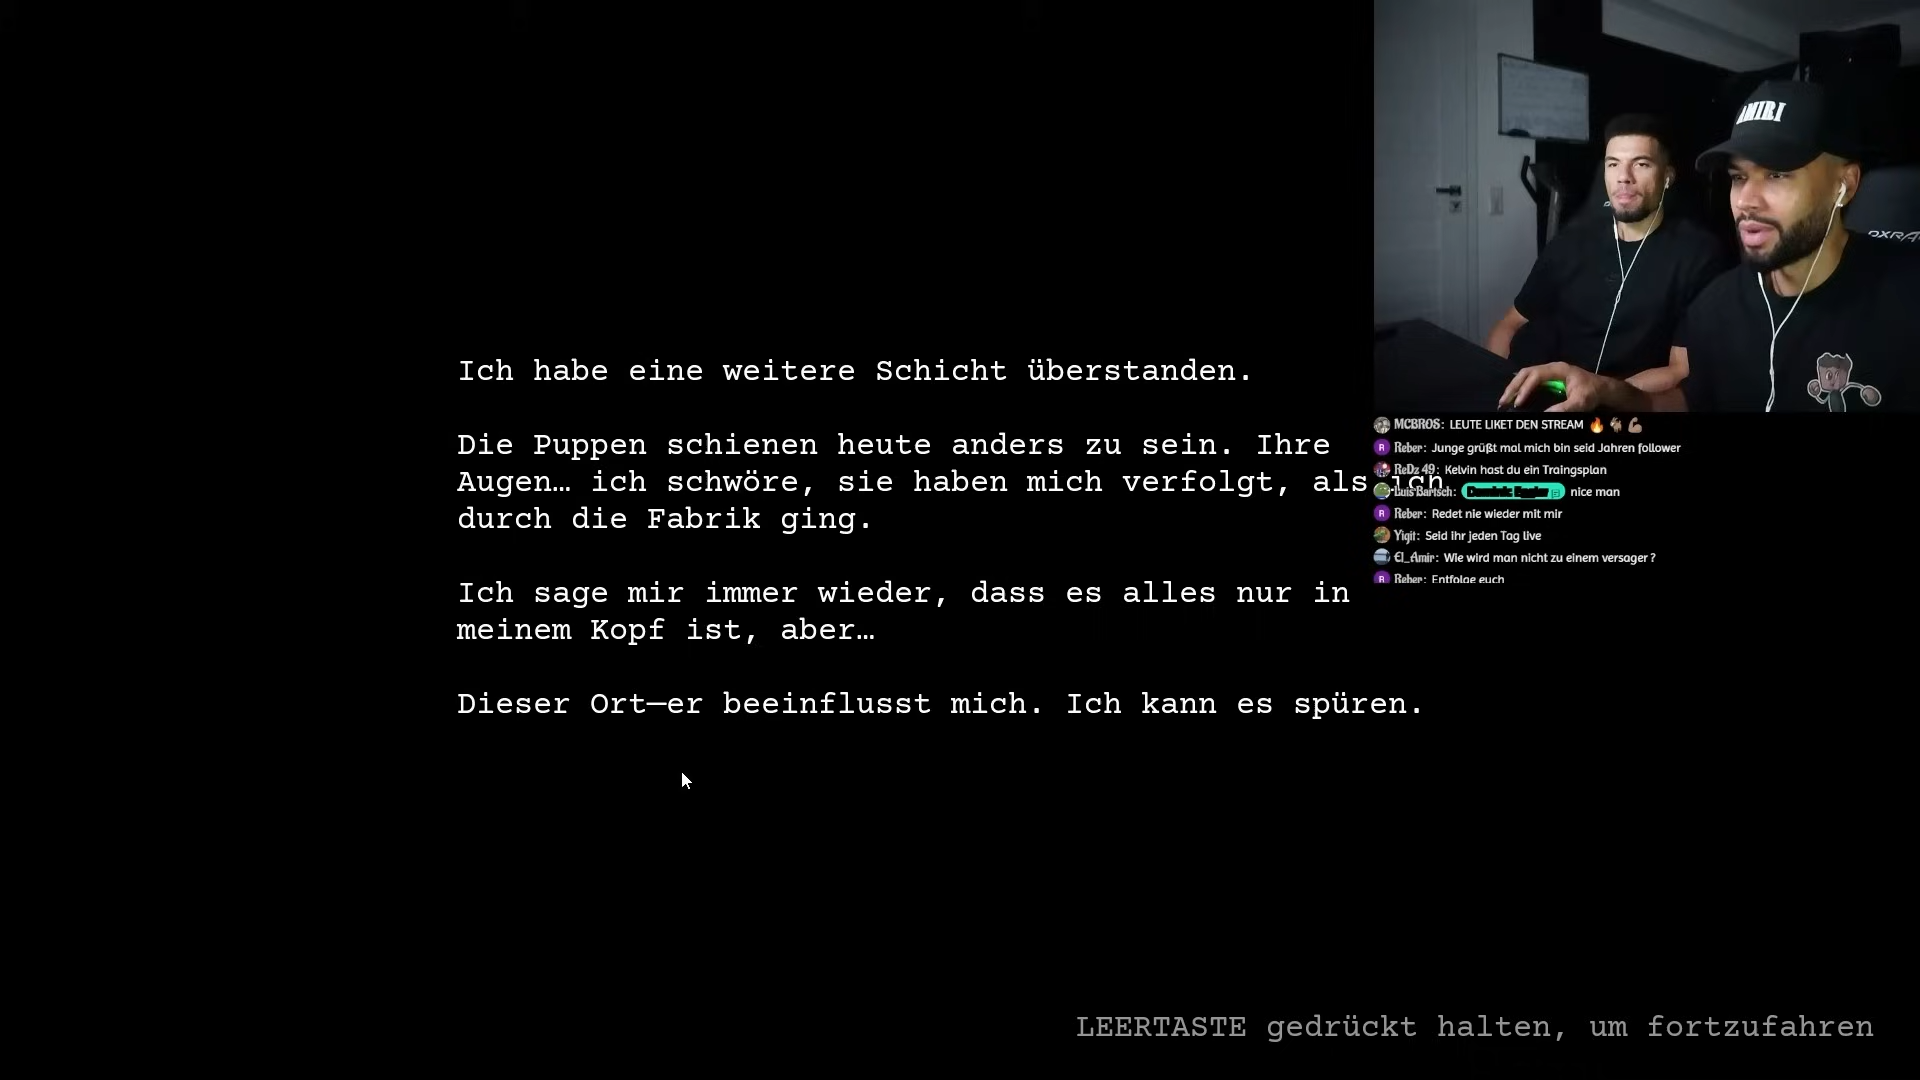 Ich habe eine weitere Schicht überstanden.
Die Puppen schienen heute anders zu sein. Ihre
Augen… ich schwöre, sie haben mich verfolgt, als ich
durch die Fabrik ging.
Ich sage mir immer wieder, dass es alles nur in
meinem Kopf ist, aber…
Dieser Ort—er beeinflusst mich. Ich kann es spüren.
LEERTASTE gedrückt halten, um fortzufahren
AMIRI
MCBROS: LEUTE LIKET DEN STREAM 🔥🐐💪🏽
Reber: Junge grüßt mal mich bin seid Jahren follower
ReDz 49: Kelvin hast du ein Traingsplan
Luis Bartsch: nice man
Reber: Redet nie wieder mit mir
Yigit: Seid ihr jeden Tag live
El_Amir: Wie wird man nicht zu einem versager ?
Reber: Entfolge euch